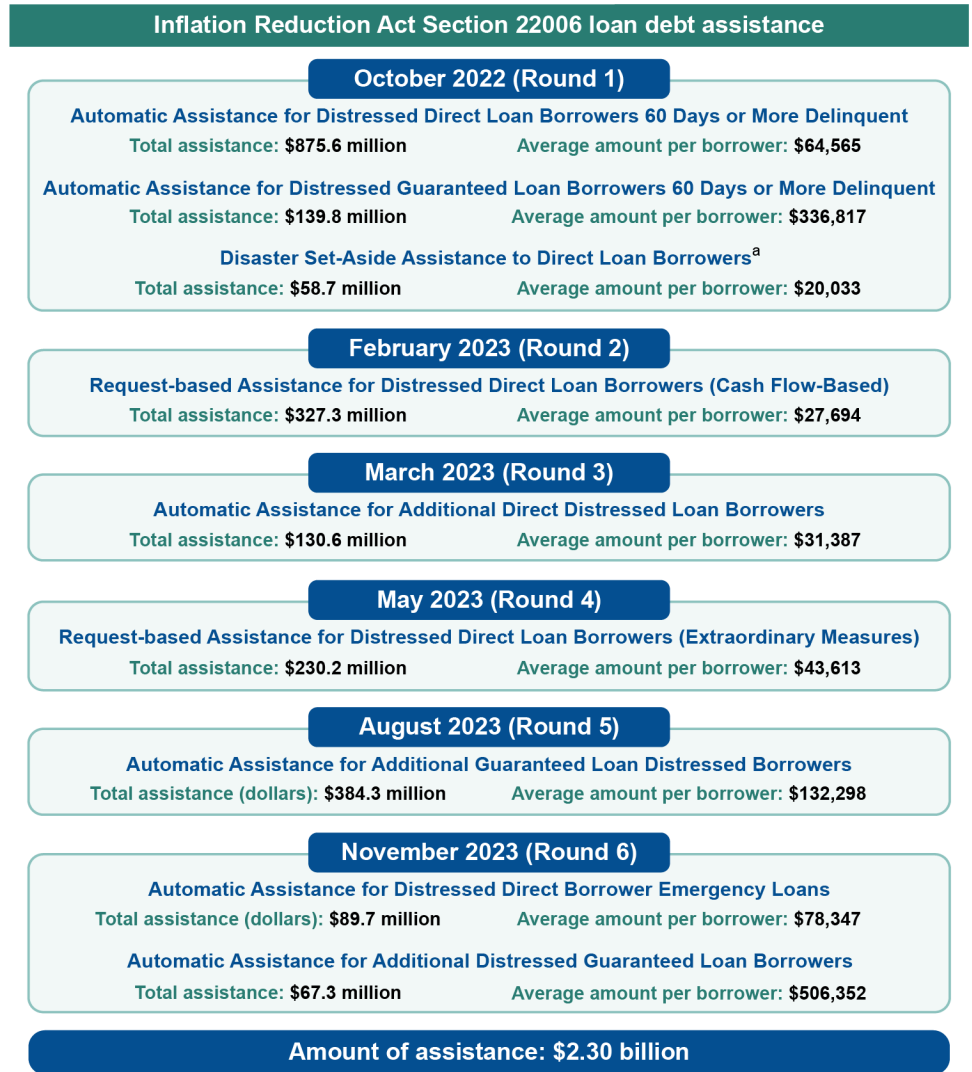 Inflation Reduction Act Section 22006 loan debt assistance
October 2022 (Round 1)
Automatic Assistance for Distressed Direct Loan Borrowers 60 Days or More Delinquent
Total assistance: $875.6 million Average amount per borrower: $64,565
Automatic Assistance for Distressed Guaranteed Loan Borrowers 60 Days or More Delinquent
Total assistance: $139.8 million Average amount per borrower: $336,817
Disaster Set-Aside Assistance to Direct Loan Borrowersa
Total assistance: $58.7 million Average amount per borrower: $20,033
February 2023 (Round 2)
Request-based Assistance for Distressed Direct Loan Borrowers (Cash Flow-Based)
Total assistance: $327.3 million Average amount per borrower: $27,694
March 2023 (Round 3)
Automatic Assistance for Additional Direct Distressed Loan Borrowers
Total assistance: $130.6 million Average amount per borrower: $31,387
May 2023 (Round 4)
Request-based Assistance for Distressed Direct Loan Borrowers (Extraordinary Measures)
Total assistance: $230.2 million Average amount per borrower: $43,613
August 2023 (Round 5)
Automatic Assistance for Additional Guaranteed Loan Distressed Borrowers
Total assistance (dollars): $384.3 million Average amount per borrower: $132,298
November 2023 (Round 6)
Automatic Assistance for Distressed Direct Borrower Emergency Loans
Total assistance (dollars): $89.7 million Average amount per borrower: $78,347
Automatic Assistance for Additional Distressed Guaranteed Loan Borrowers
Total assistance: $67.3 million Average amount per borrower: $506,352
Amount of assistance: $2.30 billion